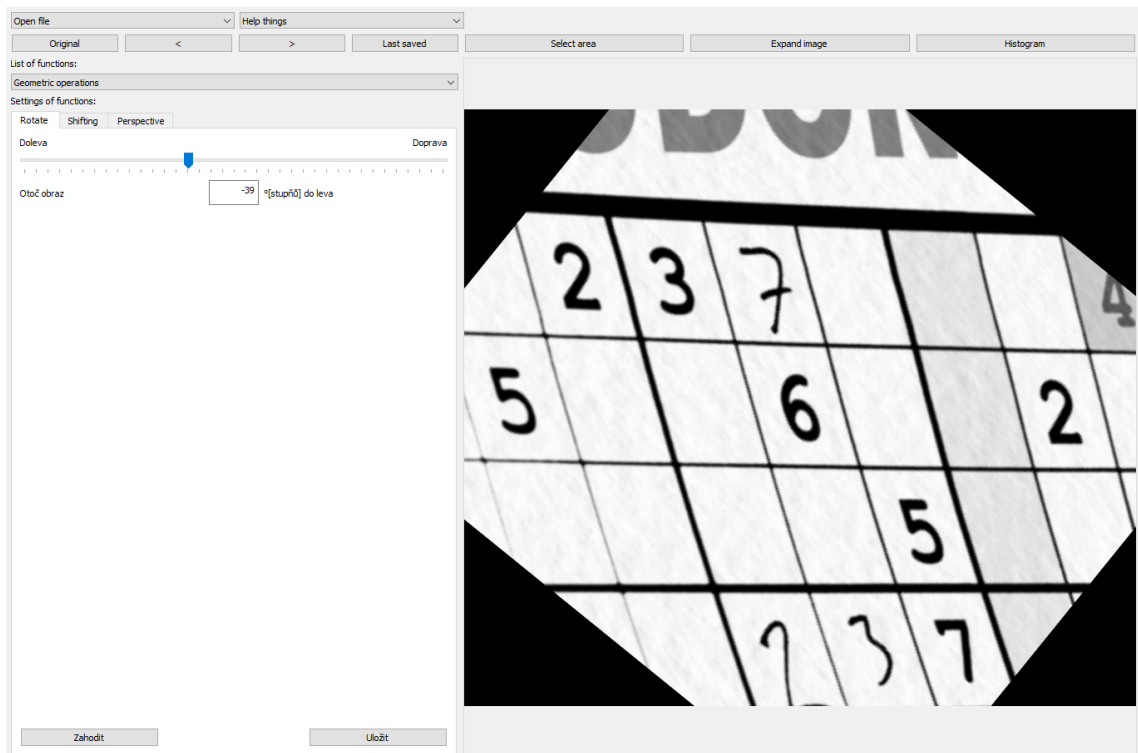 Open file Help things
Original < > Last saved Select area Expand image Histogram
List of functions:
Geometric operations
Settings of functions:
Rotate Shifting Perspective
Doleva Doprava
Otoč obraz -39 °[stupňů] do leva
2 3 7 4
5 6 2
5
2 3 7
Zahodit Uložit